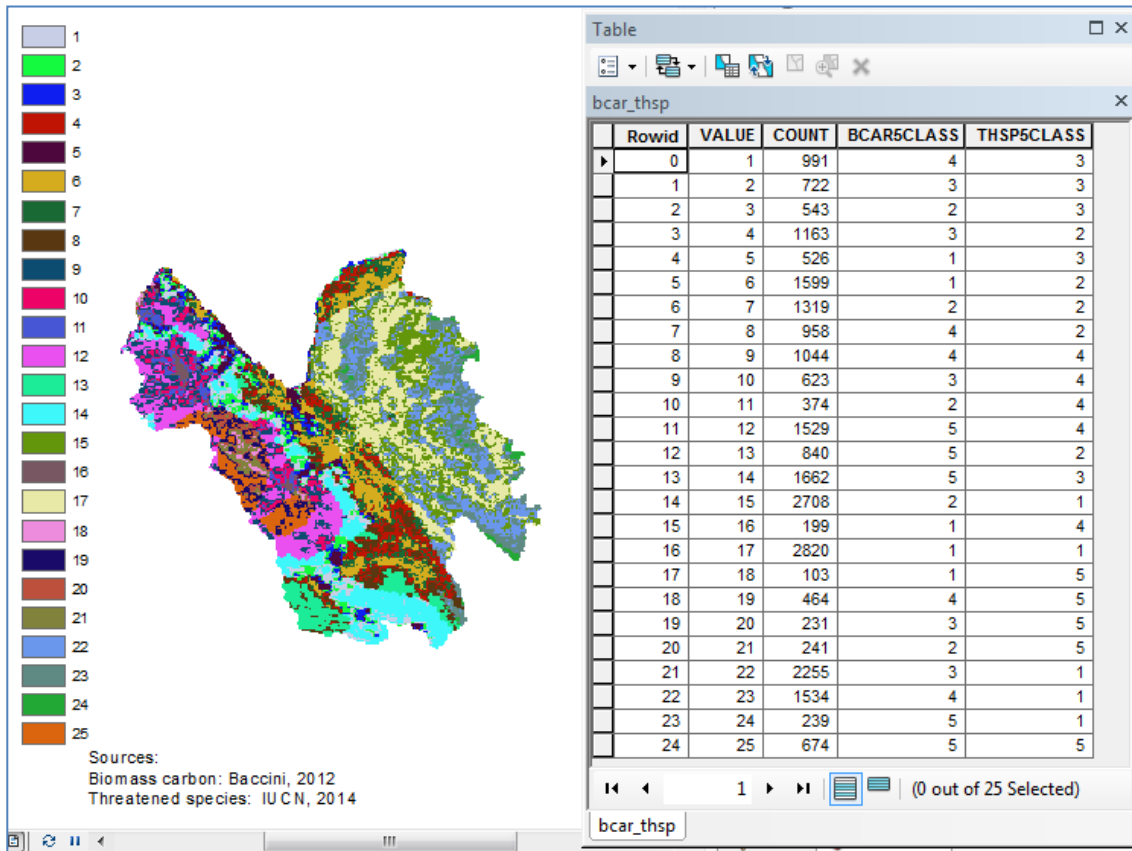 1
2
3
4
5
6
7
8
9
10
11
12
13
14
15
16
17
18
19
20
21
22
23
24
25
Sources:
Biomass carbon: Baccini, 2012
Threatened species: IUCN, 2014
Table
bcar_thsp
Rowid VALUE COUNT BCAR5CLASS THSP5CLASS
0 1 991 4 3
1 2 722 3 3
2 3 543 2 3
3 4 1163 3 2
4 5 526 1 3
5 6 1599 1 2
6 7 1319 2 2
7 8 958 4 2
8 9 1044 4 4
9 10 623 3 4
10 11 374 2 4
11 12 1529 5 4
12 13 840 5 2
13 14 1662 5 3
14 15 2708 2 1
15 16 199 1 4
16 17 2820 1 1
17 18 103 1 5
18 19 464 4 5
19 20 231 3 5
20 21 241 2 5
21 22 2255 3 1
22 23 1534 4 1
23 24 239 5 1
24 25 674 5 5
1 (0 out of 25 Selected)
bcar_thsp